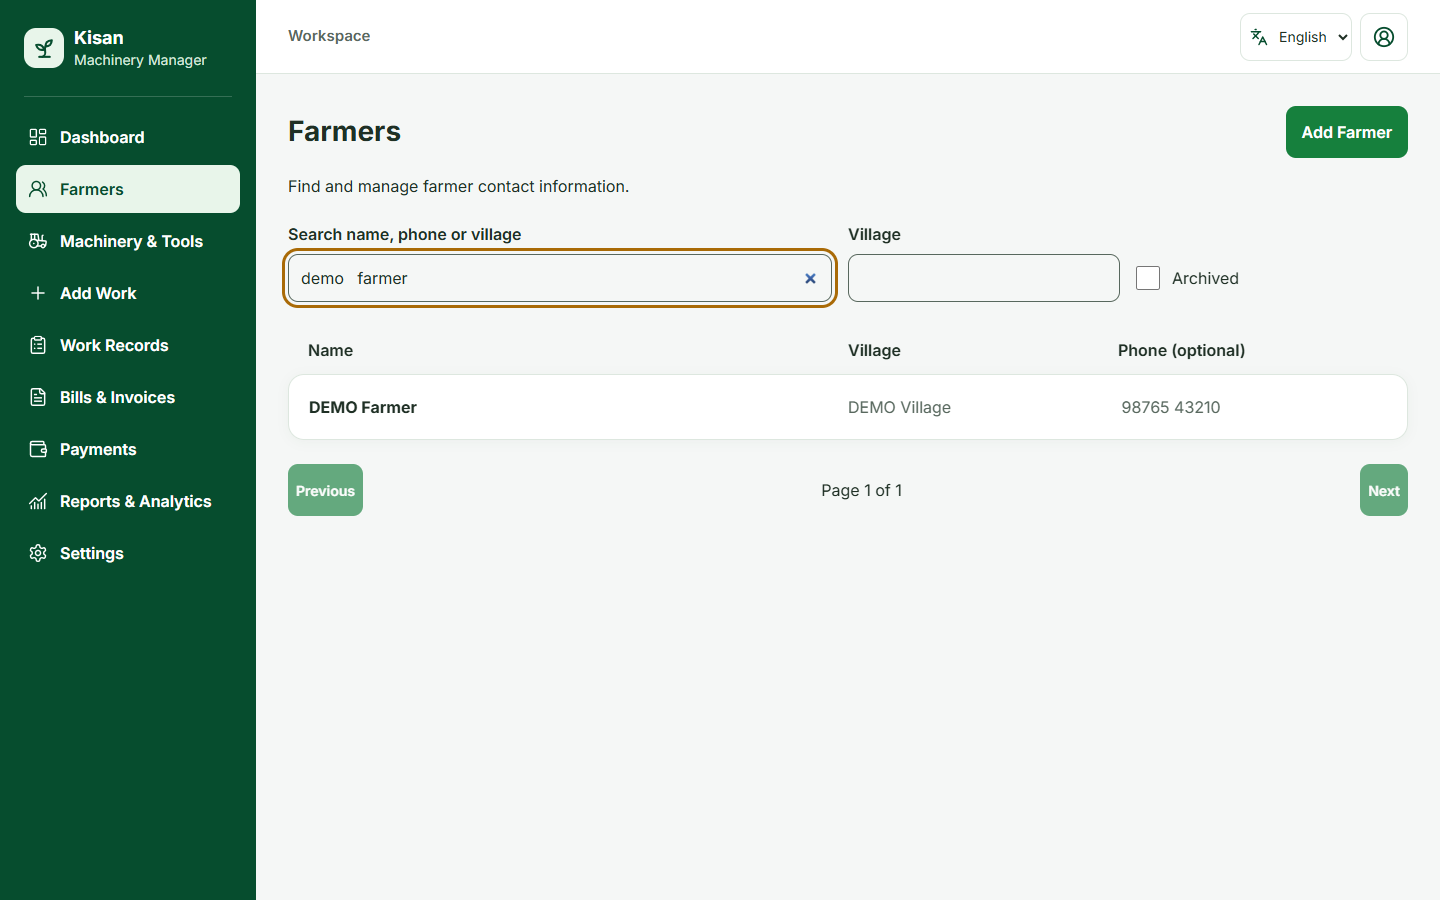 Kisan
Machinery Manager
Dashboard
Farmers
Machinery & Tools
Add Work
Work Records
Bills & Invoices
Payments
Reports & Analytics
Settings
Workspace
English
Farmers
Add Farmer
Find and manage farmer contact information.
Search name, phone or village
Village
demo   farmer
Archived
Name Village Phone (optional)
DEMO Farmer DEMO Village 98765 43210
Previous Page 1 of 1 Next